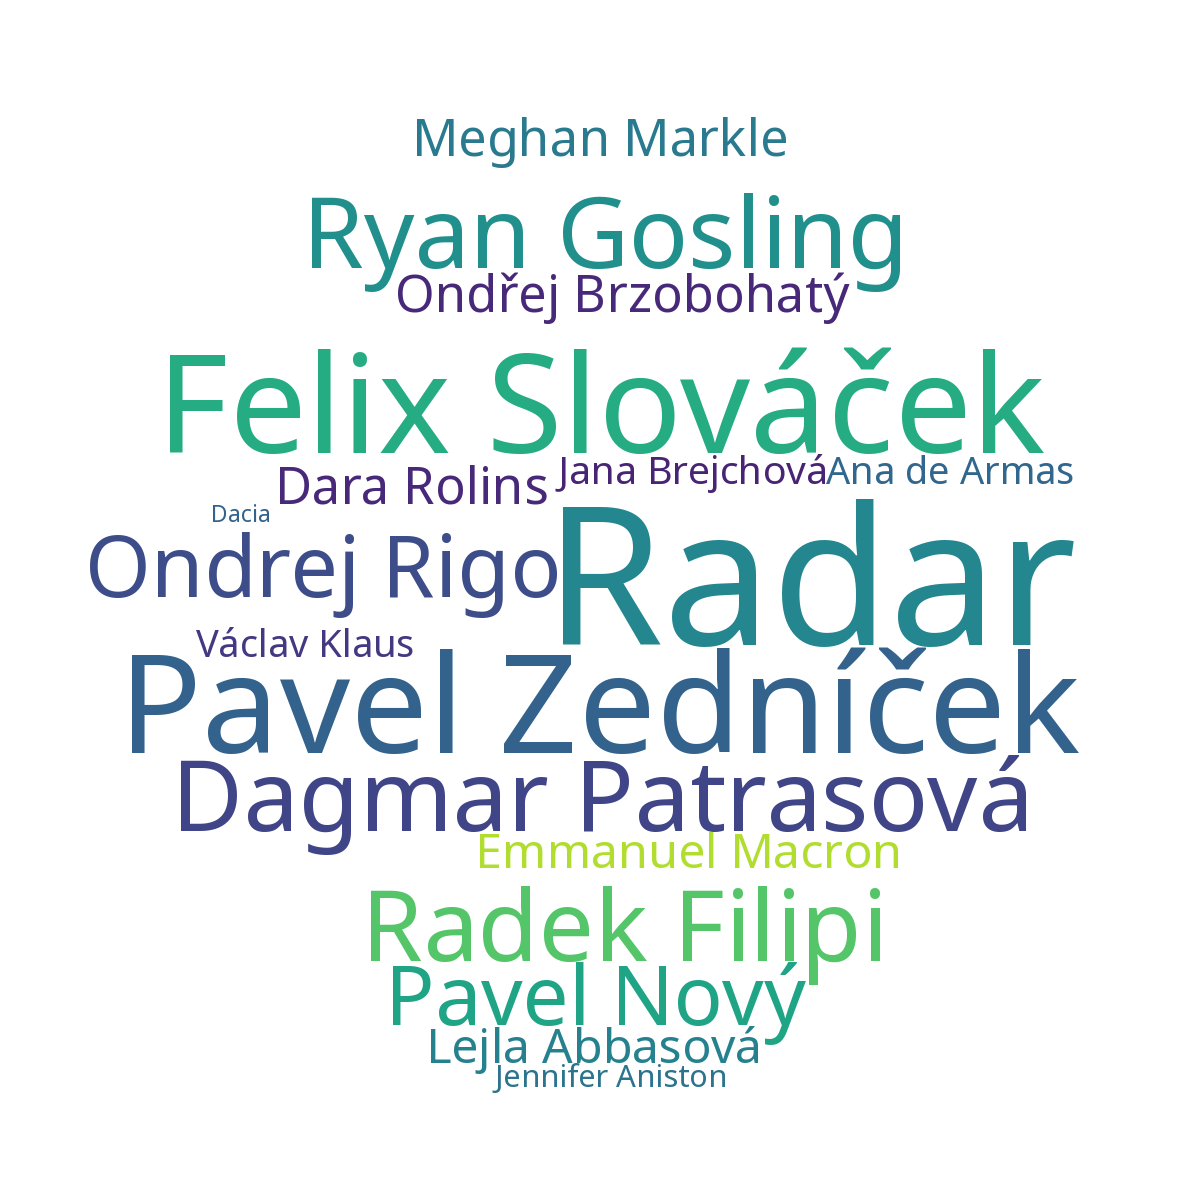 Meghan Markle
Ryan Gosling
Ondřej Brzobohatý
Felix Slováček
Jana Brejchová
Ana de Armas
Dara Rolins
Dacia
Radar
Ondrej Rigo
Václav Klaus
Pavel Zedníček
Dagmar Patrasová
Emmanuel Macron
Radek Filipi
Pavel Nový
Lejla Abbasová
Jennifer Aniston